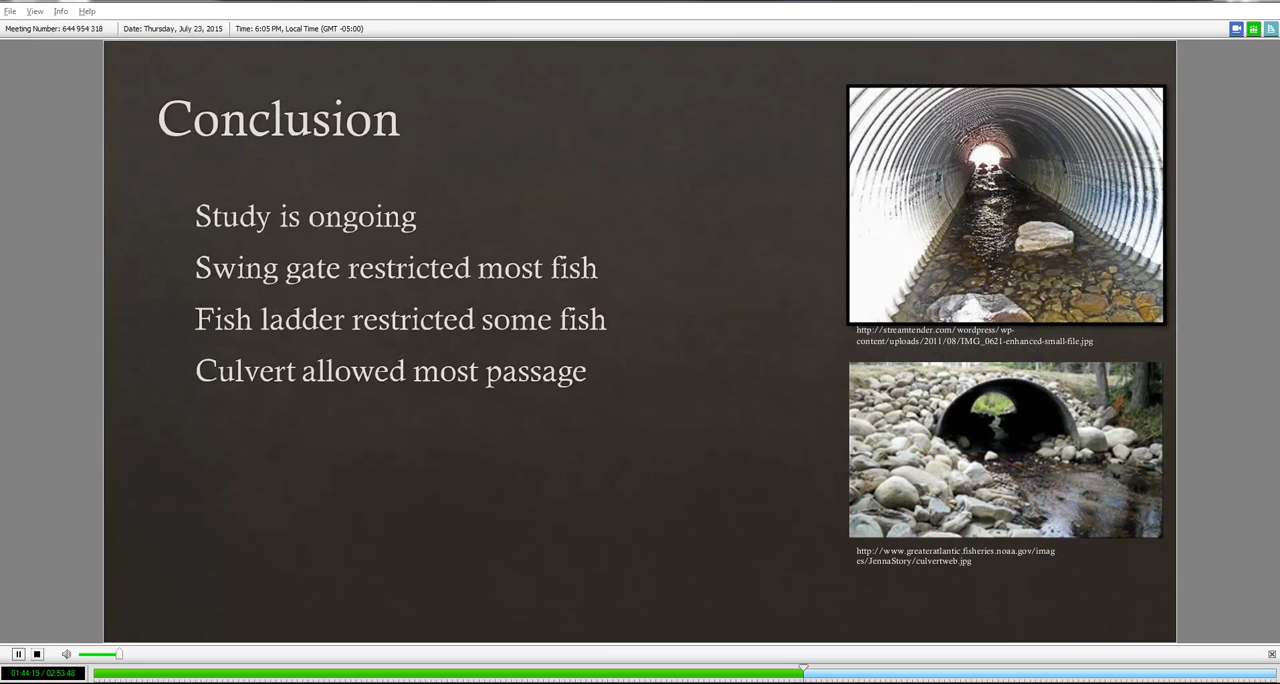 File View Info Help
Meeting Number: 644 954 318 Date: Thursday, July 23, 2015 Time: 6:05 PM, Local Time (GMT -05:00)
Conclusion
Study is ongoing
Swing gate restricted most fish
Fish ladder restricted some fish
Culvert allowed most passage
http://streamtender.com/wordpress/wp-
content/uploads/2011/08/IMG_0621-enhanced-small-file.jpg
http://www.greateratlantic.fisheries.noaa.gov/imag
es/JennaStory/culvertweb.jpg
01:44:19 / 02:53:48